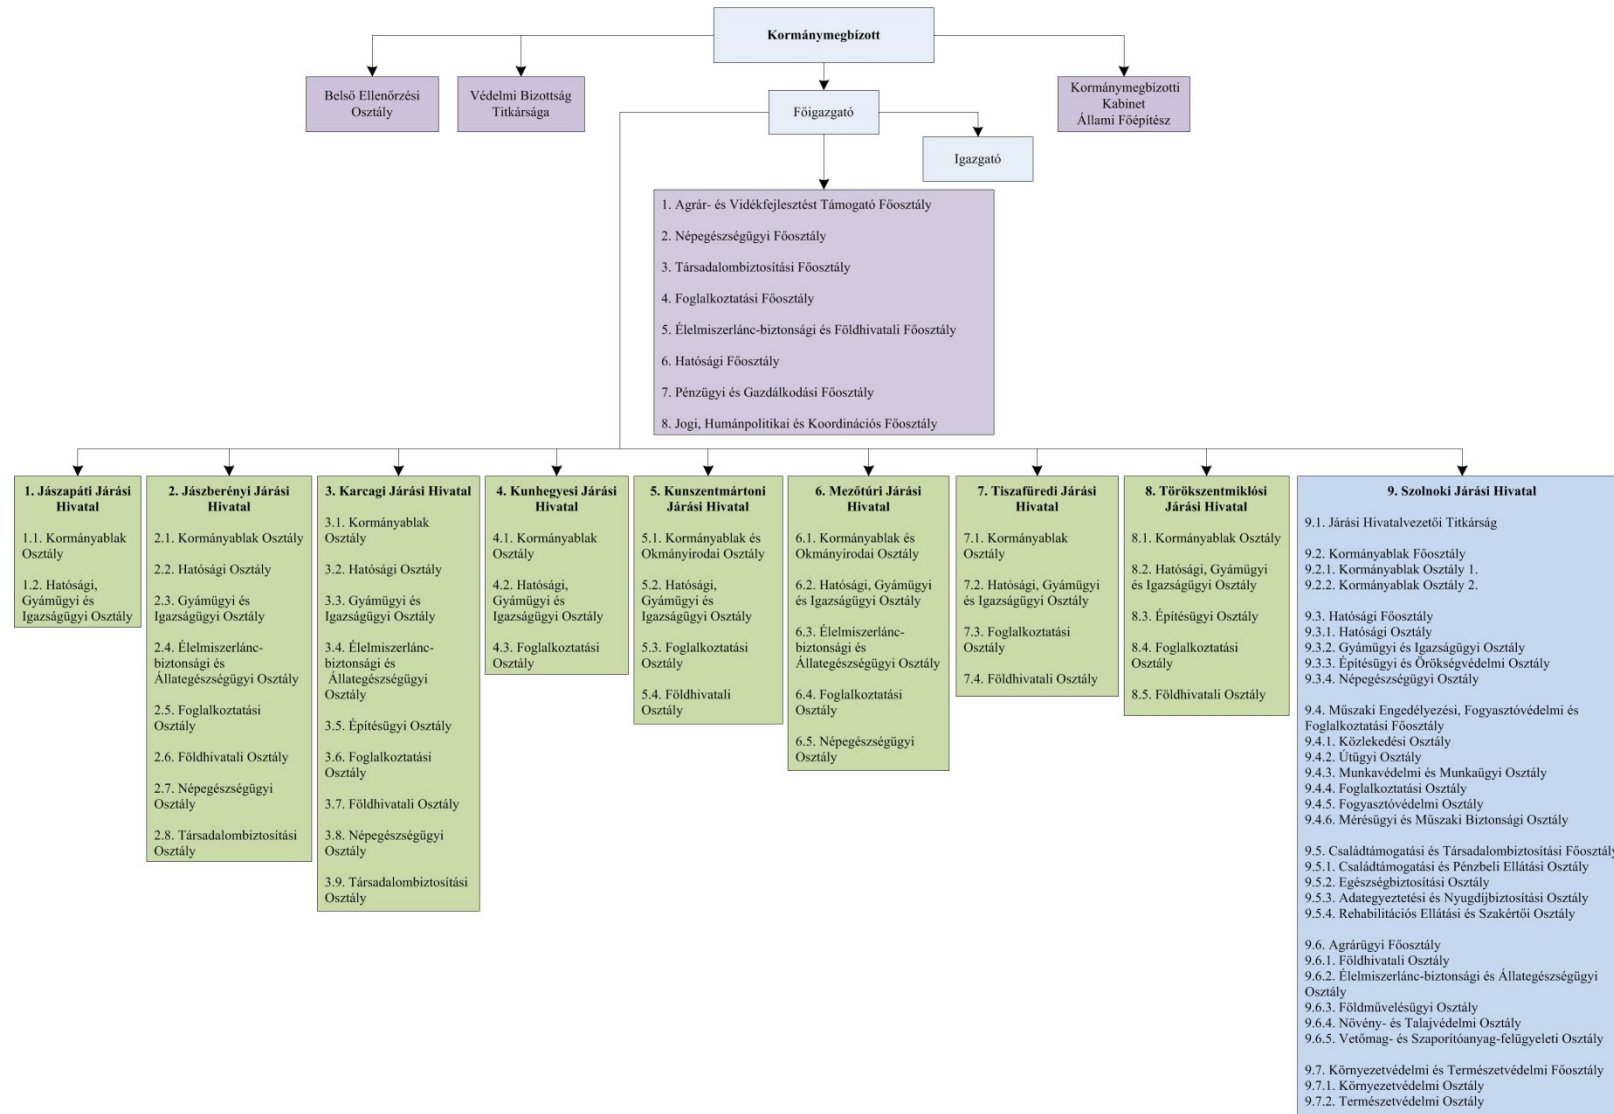 Kormánymegbízott
Belső Ellenőrzési
Osztály
Védelmi Bizottság
Titkársága
Kormánymegbízotti
Kabinet
Állami Főépítész
Főigazgató
Igazgató
1. Agrár- és Vidékfejlesztést Támogató Főosztály
2. Népegészségügyi Főosztály
3. Társadalombiztosítási Főosztály
4. Foglalkoztatási Főosztály
5. Élelmiszerlánc-biztonsági és Földhivatali Főosztály
6. Hatósági Főosztály
7. Pénzügyi és Gazdálkodási Főosztály
8. Jogi, Humánpolitikai és Koordinációs Főosztály
1. Jászapáti Járási
Hivatal
1.1. Kormányablak
Osztály
1.2. Hatósági,
Gyámügyi és
Igazságügyi Osztály
2. Jászberényi Járási
Hivatal
2.1. Kormányablak Osztály
2.2. Hatósági Osztály
2.3. Gyámügyi és
Igazságügyi Osztály
2.4. Élelmiszerlánc-
biztonsági és
Állategészségügyi Osztály
2.5. Foglalkoztatási
Osztály
2.6. Földhivatali Osztály
2.7. Népegészségügyi
Osztály
2.8. Társadalombiztosítási
Osztály
3. Karcagi Járási Hivatal
3.1. Kormányablak
Osztály
3.2. Hatósági Osztály
3.3. Gyámügyi és
Igazságügyi Osztály
3.4. Élelmiszerlánc-
biztonsági és
Állategészségügyi
Osztály
3.5. Építésügyi Osztály
3.6. Foglalkoztatási
Osztály
3.7. Földhivatali Osztály
3.8. Népegészségügyi
Osztály
3.9. Társadalombiztosítási
Osztály
4. Kunhegyesi Járási
Hivatal
4.1. Kormányablak
Osztály
4.2. Hatósági,
Gyámügyi és
Igazságügyi Osztály
4.3. Foglalkoztatási
Osztály
5. Kunszentmártoni
Járási Hivatal
5.1. Kormányablak és
Okmányirodai Osztály
5.2. Hatósági,
Gyámügyi és
Igazságügyi Osztály
5.3. Foglalkoztatási
Osztály
5.4. Földhivatali
Osztály
6. Mezőtúri Járási
Hivatal
6.1. Kormányablak és
Okmányirodai Osztály
6.2. Hatósági, Gyámügyi
és Igazságügyi Osztály
6.3. Élelmiszerlánc-
biztonsági és
Állategészségügyi Osztály
6.4. Foglalkoztatási
Osztály
6.5. Népegészségügyi
Osztály
7. Tiszafüredi Járási
Hivatal
7.1. Kormányablak
Osztály
7.2. Hatósági, Gyámügyi
és Igazságügyi Osztály
7.3. Foglalkoztatási
Osztály
7.4. Földhivatali Osztály
8. Törökszentmiklósi
Járási Hivatal
8.1. Kormányablak Osztály
8.2. Hatósági, Gyámügyi
és Igazságügyi Osztály
8.3. Építésügyi Osztály
8.4. Foglalkoztatási
Osztály
8.5. Földhivatali Osztály
9. Szolnoki Járási Hivatal
9.1. Járási Hivatalvezetői Titkárság
9.2. Kormányablak Főosztály
9.2.1. Kormányablak Osztály 1.
9.2.2. Kormányablak Osztály 2.
9.3. Hatósági Főosztály
9.3.1. Hatósági Osztály
9.3.2. Gyámügyi és Igazságügyi Osztály
9.3.3. Építésügyi és Örökségvédelmi Osztály
9.3.4. Népegészségügyi Osztály
9.4. Műszaki Engedélyezési, Fogyasztóvédelmi és
Foglalkoztatási Főosztály
9.4.1. Közlekedési Osztály
9.4.2. Útügyi Osztály
9.4.3. Munkavédelmi és Munkaügyi Osztály
9.4.4. Foglalkoztatási Osztály
9.4.5. Fogyasztóvédelmi Osztály
9.4.6. Mérésügyi és Műszaki Biztonsági Osztály
9.5. Családtámogatási és Társadalombiztosítási Főosztály
9.5.1. Családtámogatási és Pénzbeli Ellátási Osztály
9.5.2. Egészségbiztosítási Osztály
9.5.3. Adategyeztetési és Nyugdíjbiztosítási Osztály
9.5.4. Rehabilitációs Ellátási és Szakértői Osztály
9.6. Agrárügyi Főosztály
9.6.1. Földhivatali Osztály
9.6.2. Élelmiszerlánc-biztonsági és Állategészségügyi
Osztály
9.6.3. Földművelésügyi Osztály
9.6.4. Növény- és Talajvédelmi Osztály
9.6.5. Vetőmag- és Szaporítóanyag-felügyeleti Osztály
9.7. Környezetvédelmi és Természetvédelmi Főosztály
9.7.1. Környezetvédelmi Osztály
9.7.2. Természetvédelmi Osztály